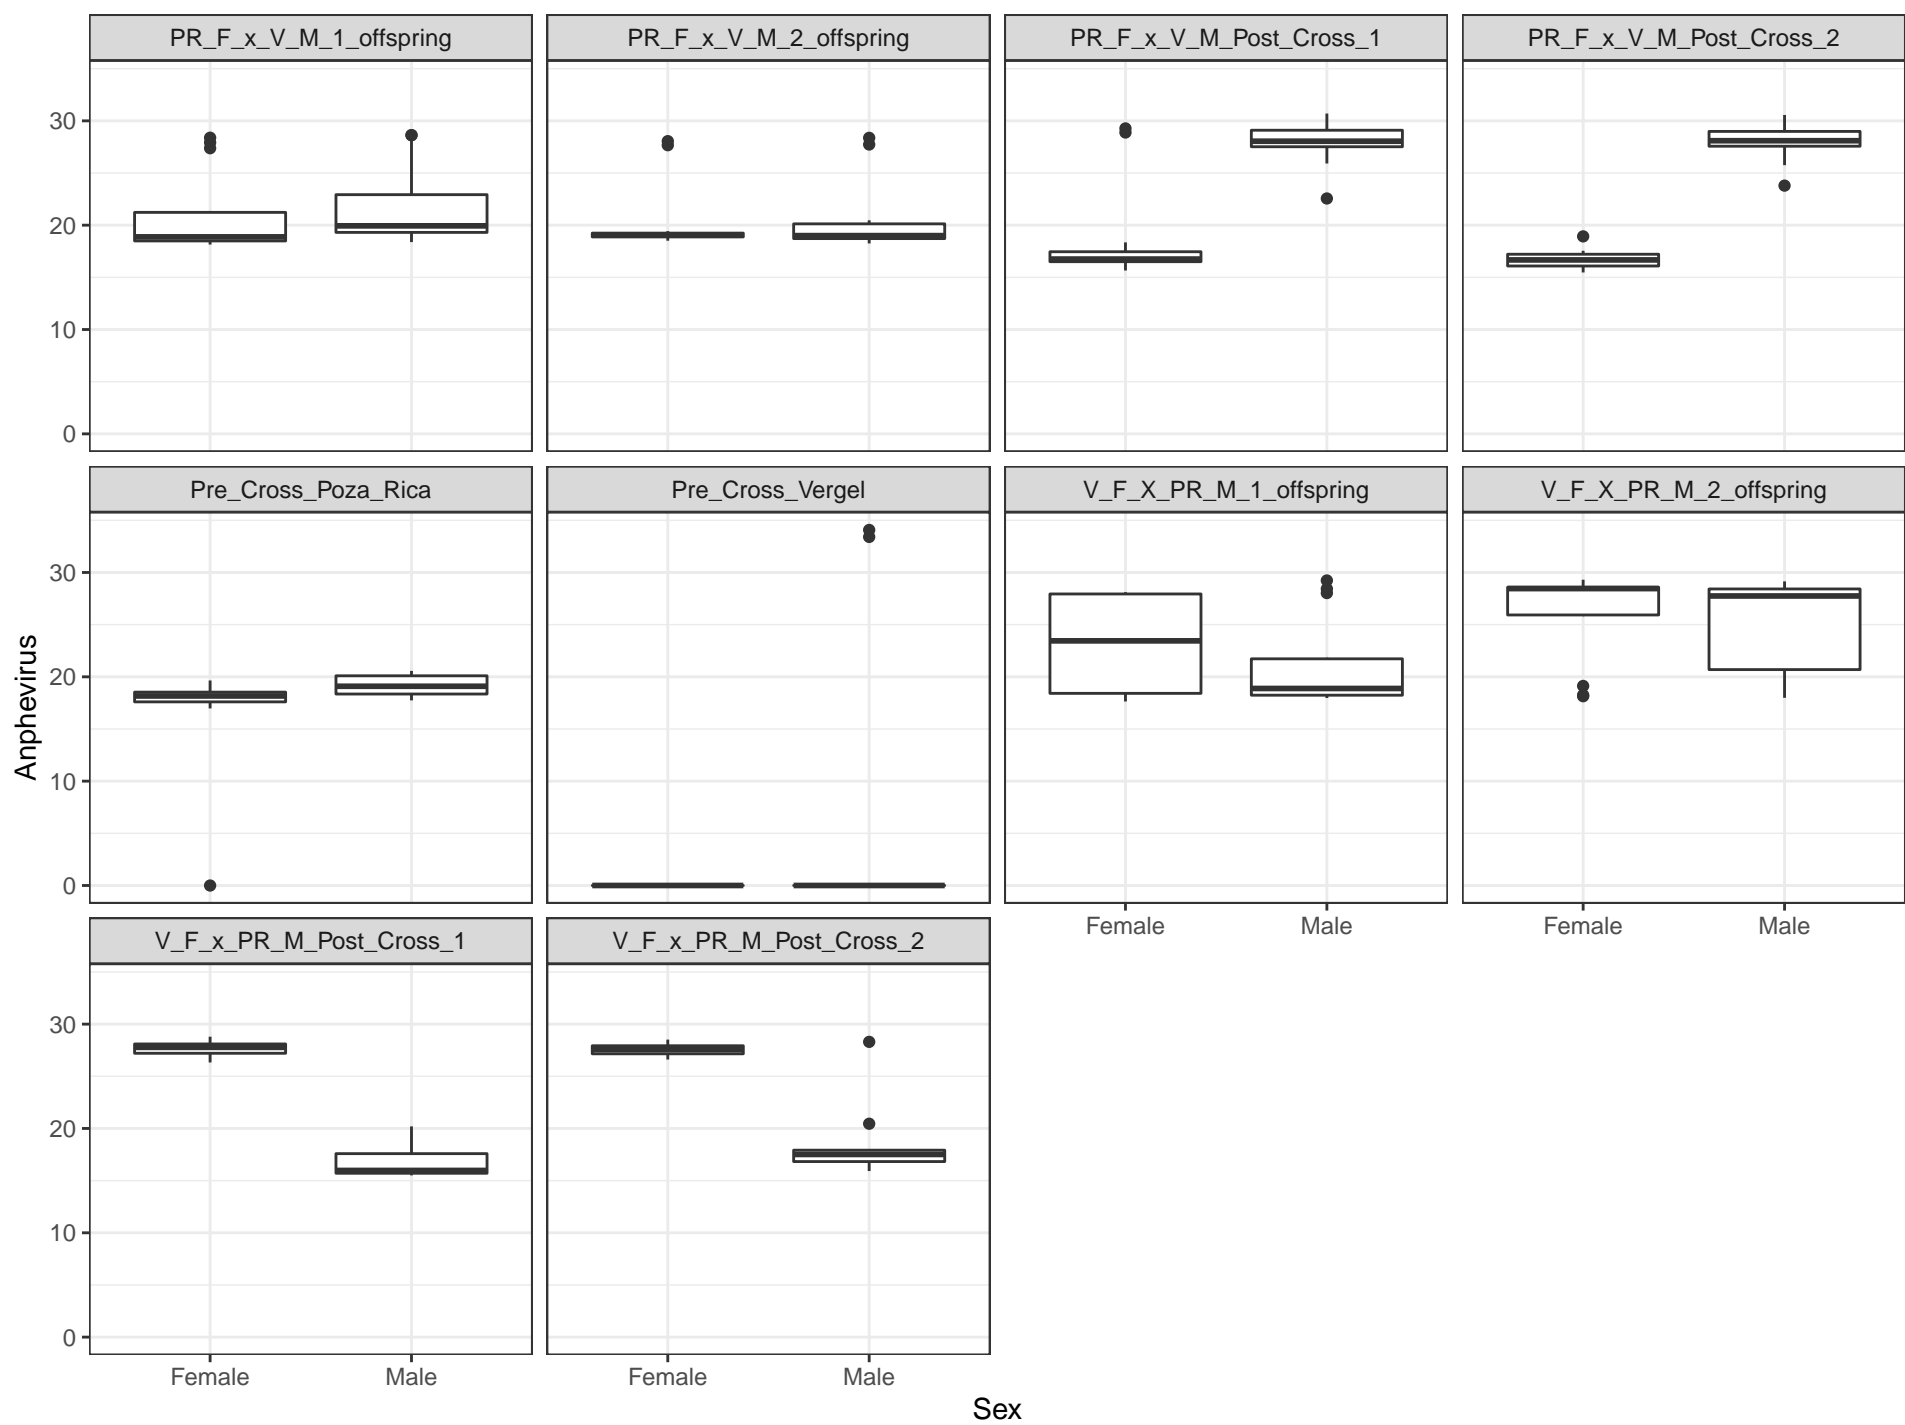 PR_F_x_V_M_1_offspring
PR_F_x_V_M_2_offspring
PR_F_x_V_M_Post_Cross_1
PR_F_x_V_M_Post_Cross_2
30
20
10
0
Pre_Cross_Poza_Rica
Pre_Cross_Vergel
V_F_X_PR_M_1_offspring
V_F_X_PR_M_2_offspring
30
20
10
0
Anphevirus
Female
Male
Female
Male
V_F_x_PR_M_Post_Cross_1
V_F_x_PR_M_Post_Cross_2
30
20
10
0
Female
Male
Female
Male
Sex